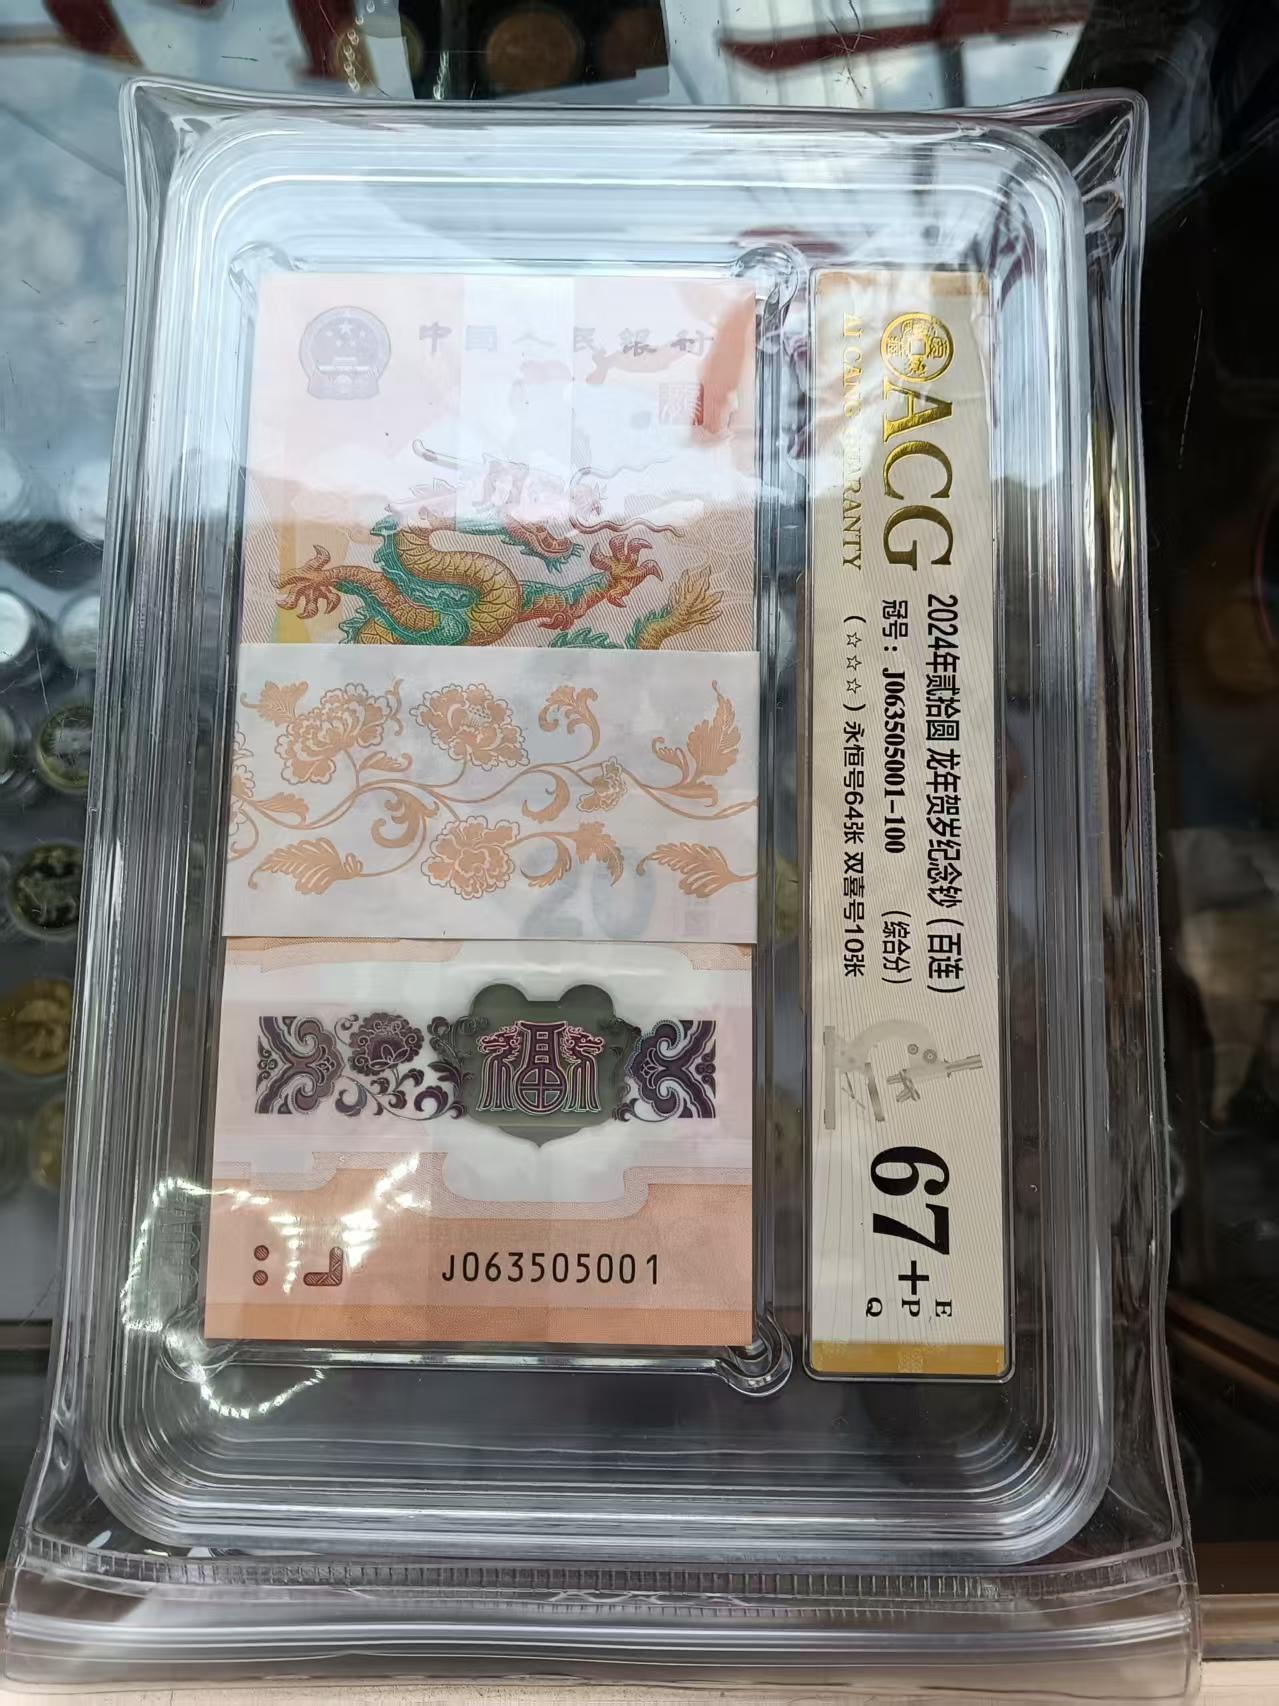 中国人民银行
福
J063505001
ACG
AI CANG GUARANTY
2024年贰拾圆 龙年贺岁纪念钞（百连）
冠号：J063505001-100 （综合分）
（☆☆☆）永恒号64张 双喜号10张
67+
E
P
Q